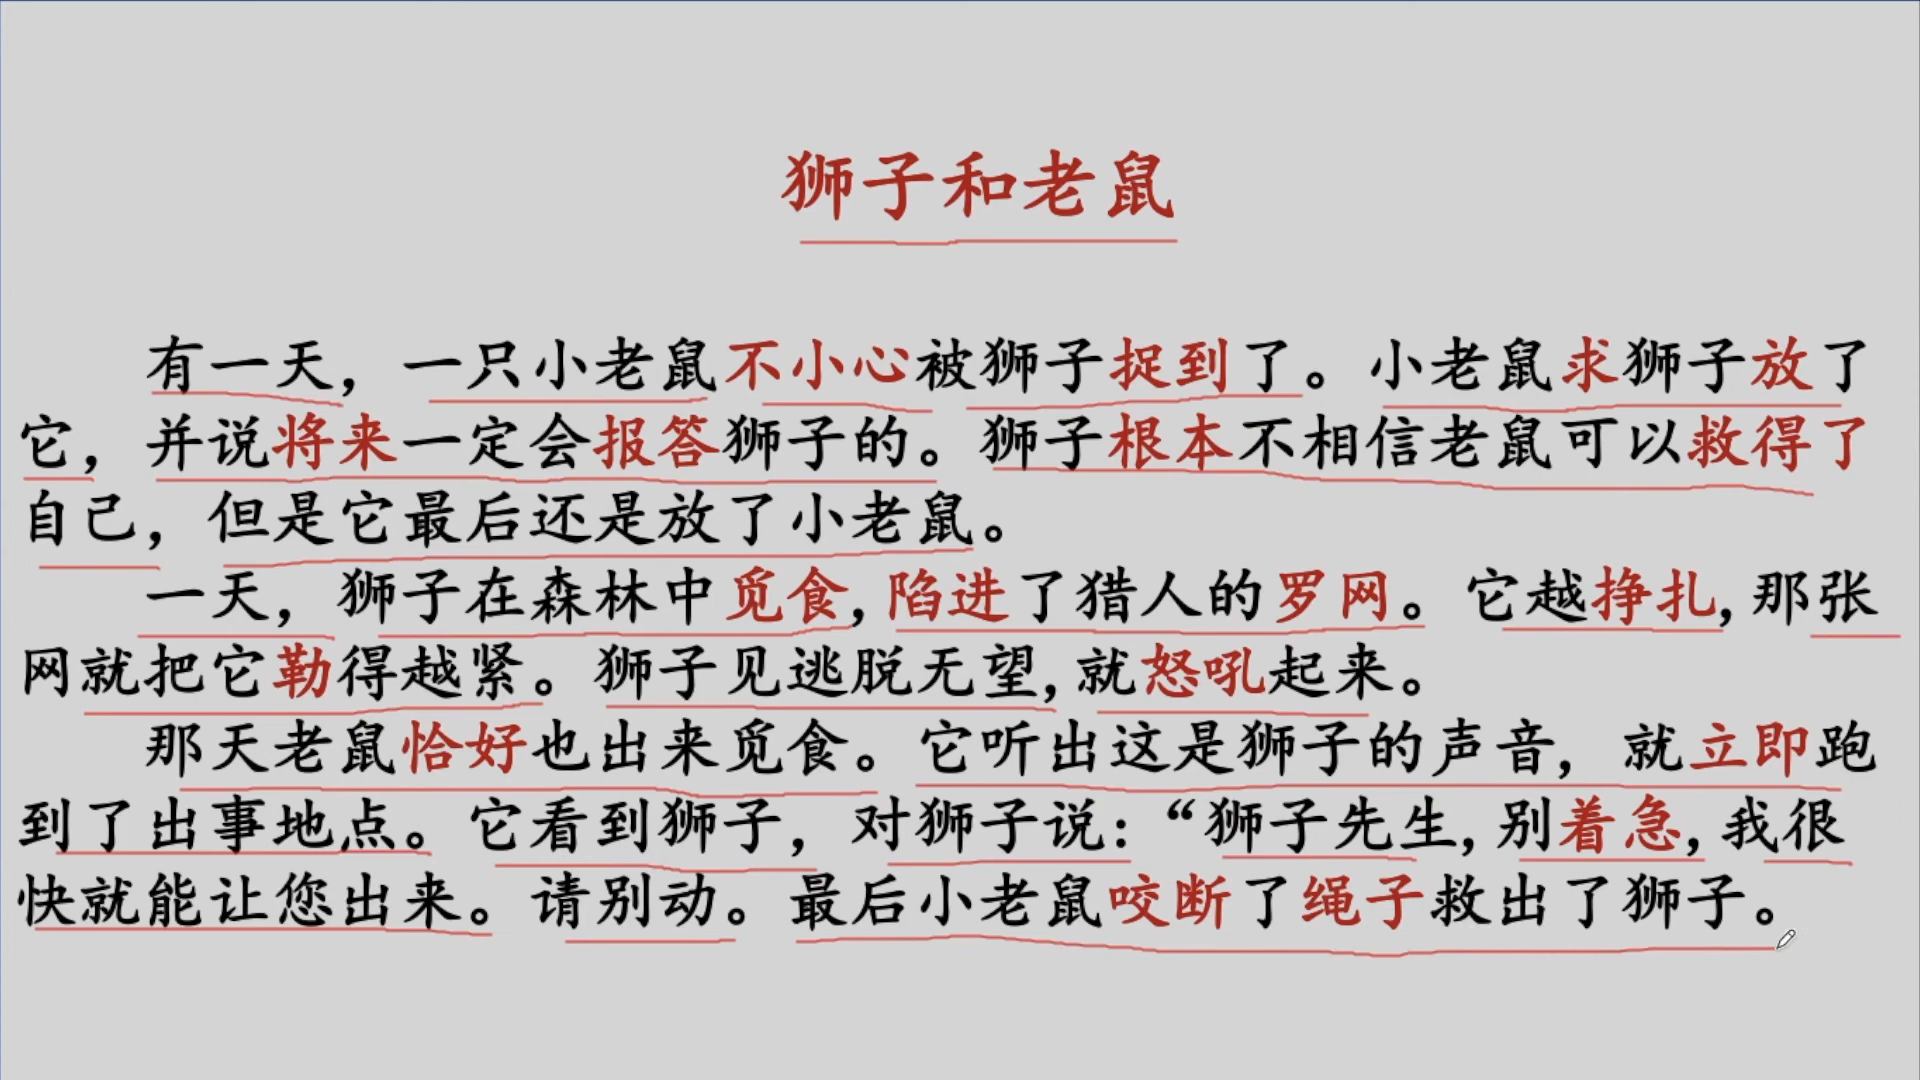 狮子和老鼠
有一天，一只小老鼠不小心被狮子捉到了。小老鼠求狮子放了
它，并说将来一定会报答狮子的。狮子根本不相信老鼠可以救得了
自己，但是它最后还是放了小老鼠。
一天，狮子在森林中觅食,陷进了猎人的罗网。它越挣扎,那张
网就把它勒得越紧。狮子见逃脱无望,就怒吼起来。
那天老鼠恰好也出来觅食。它听出这是狮子的声音，就立即跑
到了出事地点。它看到狮子，对狮子说：“狮子先生,别着急,我很
快就能让您出来。请别动。最后小老鼠咬断了绳子救出了狮子。